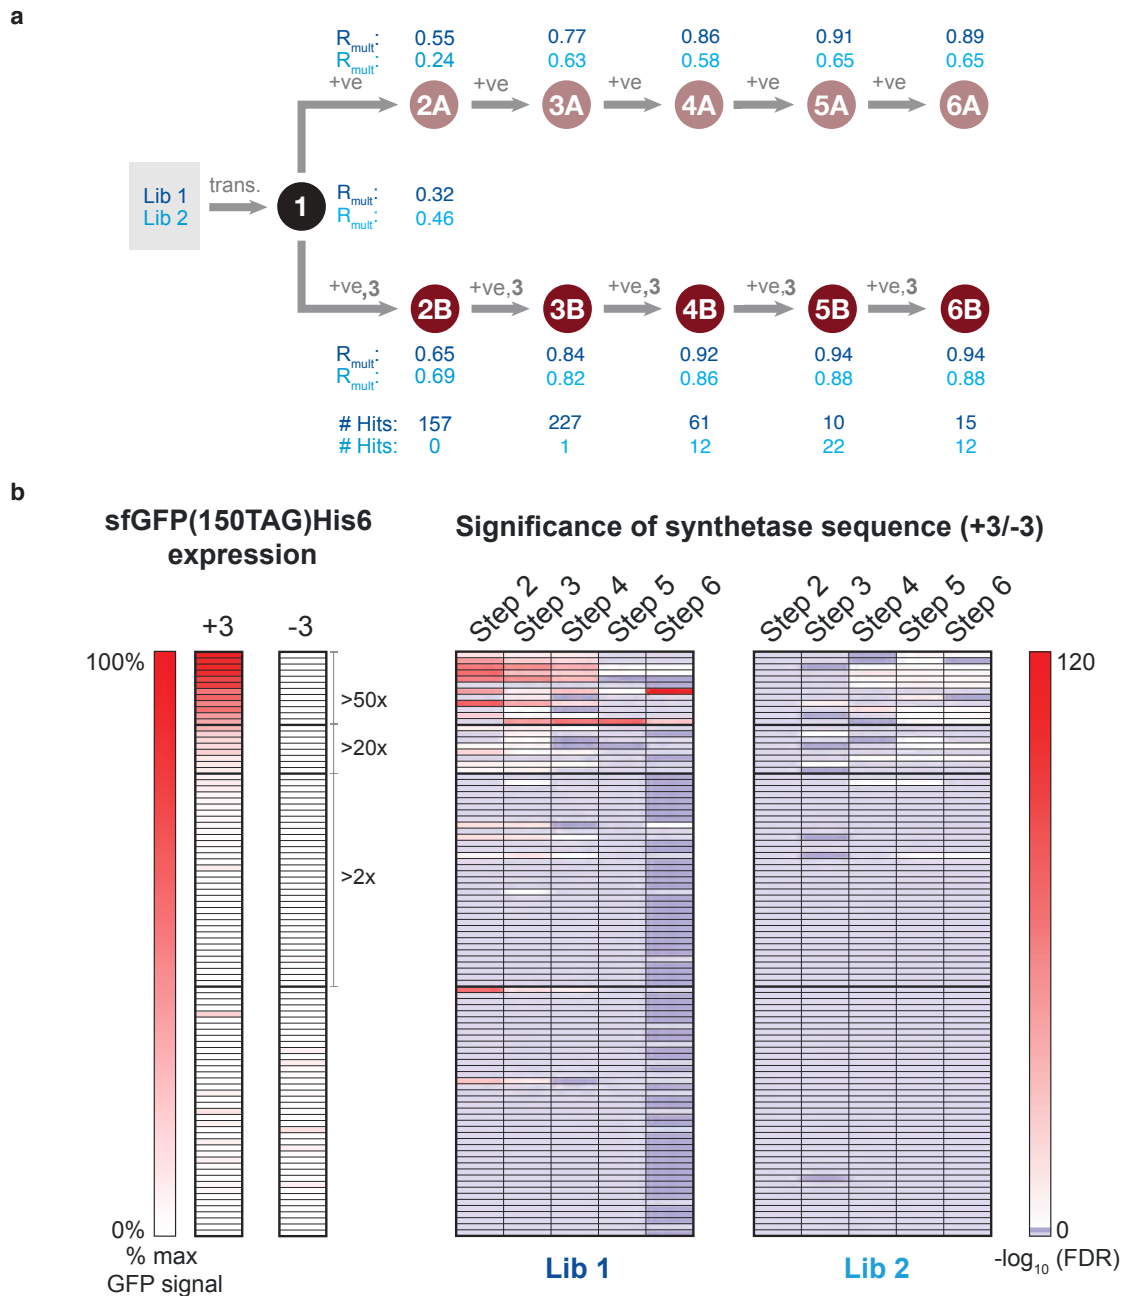 a
R_mult: 0.55 0.77 0.86 0.91 0.89
R_mult: 0.24 0.63 0.58 0.65 0.65
+ve +ve +ve +ve +ve
2A 3A 4A 5A 6A
Lib 1
Lib 2
trans.
1
R_mult: 0.32
R_mult: 0.46
+ve,3 +ve,3 +ve,3 +ve,3 +ve,3
2B 3B 4B 5B 6B
R_mult: 0.65 0.84 0.92 0.94 0.94
R_mult: 0.69 0.82 0.86 0.88 0.88
# Hits: 157 227 61 10 15
# Hits: 0 1 12 22 12
b
sfGFP(150TAG)His6
expression
Significance of synthetase sequence (+3/-3)
+3 -3
Step 2 Step 3 Step 4 Step 5 Step 6
Step 2 Step 3 Step 4 Step 5 Step 6
100%
>50x
>20x
>2x
0%
% max
GFP signal
120
0
-log₁₀ (FDR)
Lib 1
Lib 2